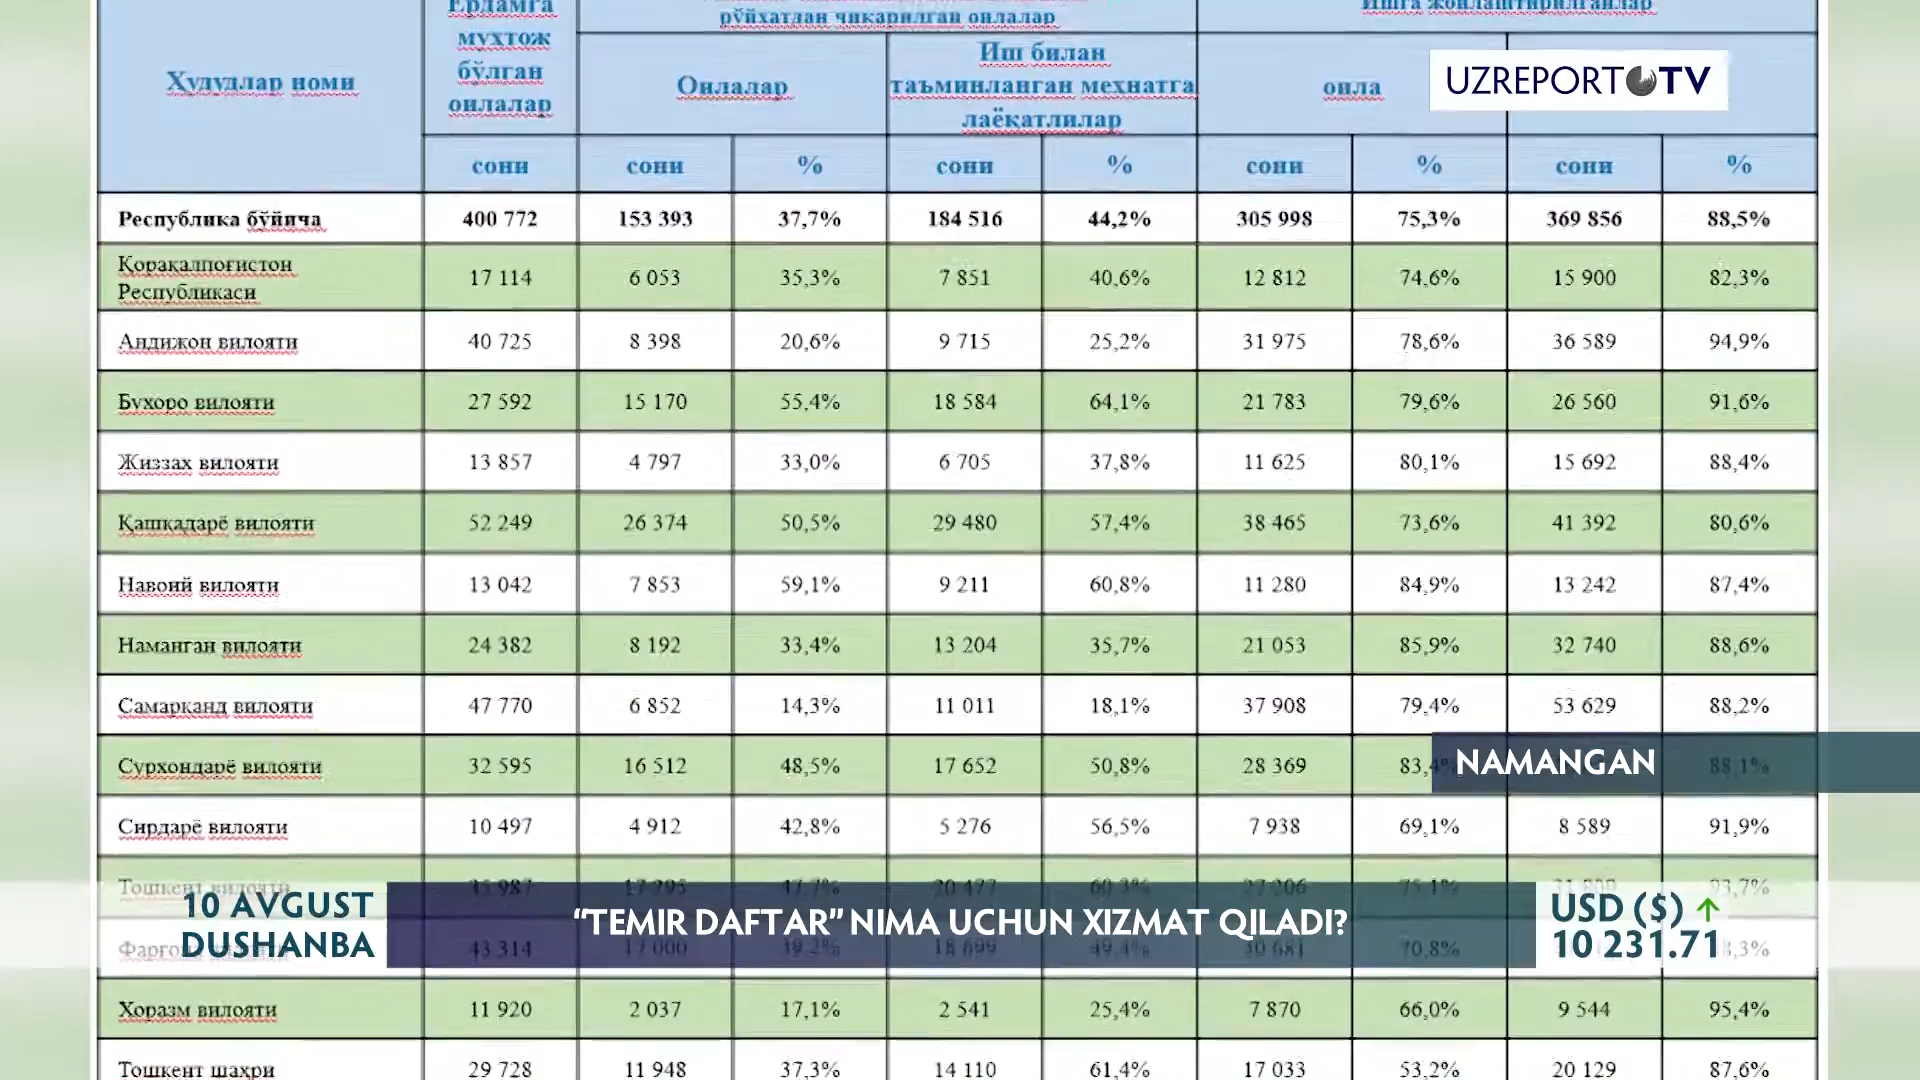 Ёрдамга
мухтож
бўлган
оилалар
рўйхатдан чиқарилган оилалар
Ишга жойлаштирилганлар
Ҳудудлар номи
Оилалар
Иш билан
таъминланган меҳнатга
лаёқатлилар
оила
UZREPORT TV
сони сони % сони % сони % сони %
Республика бўйича 400 772 153 393 37,7% 184 516 44,2% 305 998 75,3% 369 856 88,5%
Қорақалпоғистон
Республикаси 17 114 6 053 35,3% 7 851 40,6% 12 812 74,6% 15 900 82,3%
Андижон вилояти 40 725 8 398 20,6% 9 715 25,2% 31 975 78,6% 36 589 94,9%
Бухоро вилояти 27 592 15 170 55,4% 18 584 64,1% 21 783 79,6% 26 560 91,6%
Жиззах вилояти 13 857 4 797 33,0% 6 705 37,8% 11 625 80,1% 15 692 88,4%
Қашқадарё вилояти 52 249 26 374 50,5% 29 480 57,4% 38 465 73,6% 41 392 80,6%
Навоий вилояти 13 042 7 853 59,1% 9 211 60,8% 11 280 84,9% 13 242 87,4%
Наманган вилояти 24 382 8 192 33,4% 13 204 35,7% 21 053 85,9% 32 740 88,6%
Самарқанд вилояти 47 770 6 852 14,3% 11 011 18,1% 37 908 79,4% 53 629 88,2%
Сурхондарё вилояти 32 595 16 512 48,5% 17 652 50,8% 28 369 88,1%
NAMANGAN
Сирдарё вилояти 10 497 4 912 42,8% 5 276 56,5% 7 938 69,1% 8 589 91,9%
Тошкент вилояти
10 AVGUST
DUSHANBA
"TEMIR DAFTAR" NIMA UCHUN XIZMAT QILADI?
USD ($)
10 231.71
43 314 70,8%
Хоразм вилояти 11 920 2 037 17,1% 2 541 25,4% 7 870 66,0% 9 544 95,4%
Тошкент шаҳри 29 728 11 948 37,3% 14 110 61,4% 17 033 53,2% 20 129 87,6%